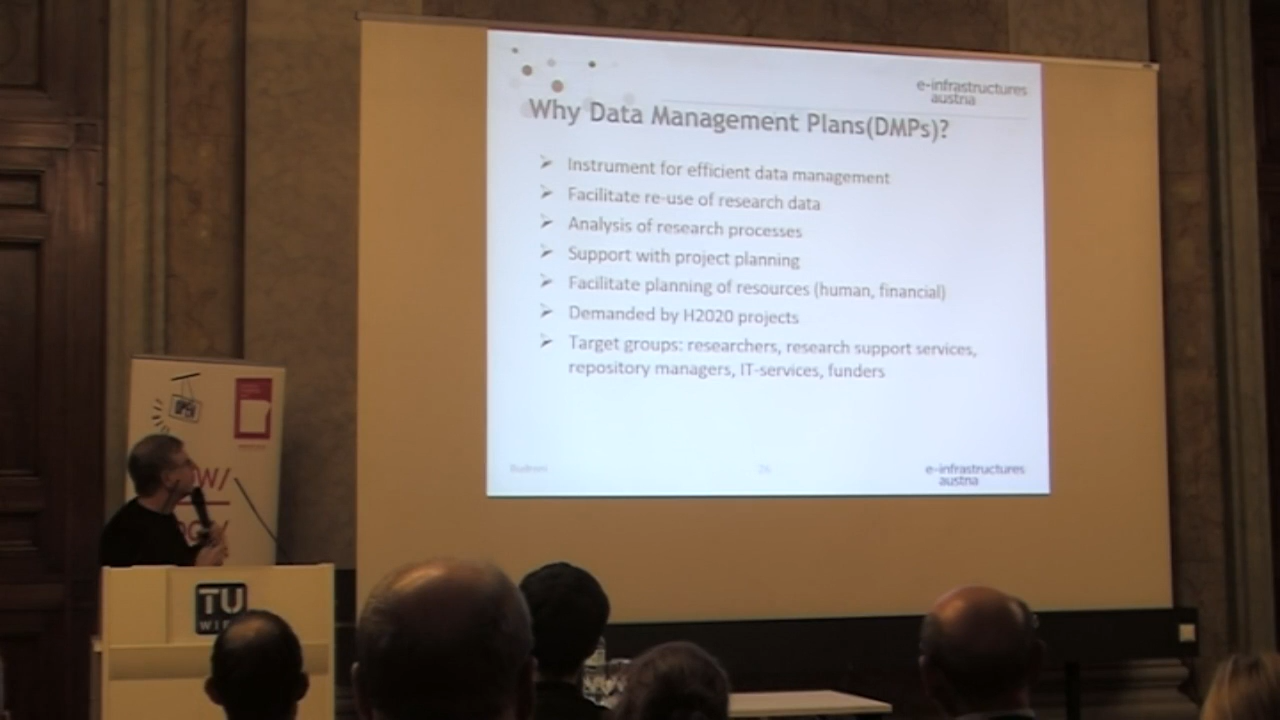 e-infrastructures
austria
Why Data Management Plans(DMPs)?
Instrument for efficient data management
Facilitate re-use of research data
Analysis of research processes
Support with project planning
Facilitate planning of resources (human, financial)
Demanded by H2020 projects
Target groups: researchers, research support services,
repository managers, IT-services, funders
26
e-infrastructures
austria
OPEN
W/
TU